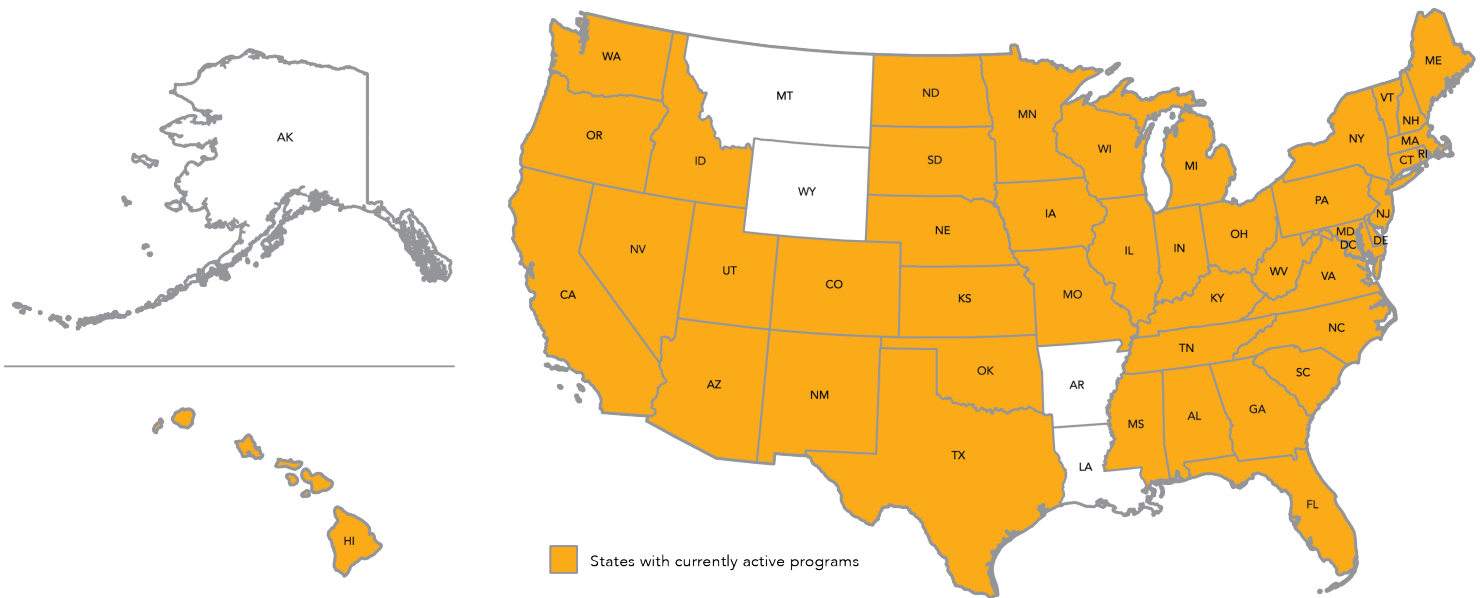 WA
ME
MT
ND
VT
MN
NH
OR
AK
NY
MA
WI
ID
SD
CT
RI
MI
WY
PA
IA
NJ
NE
OH
MD
DE
NV
IL
IN
DC
UT
WV
VA
CO
CA
MO
KS
KY
NC
TN
OK
SC
AZ
AR
NM
GA
AL
MS
TX
LA
FL
HI
States with currently active programs